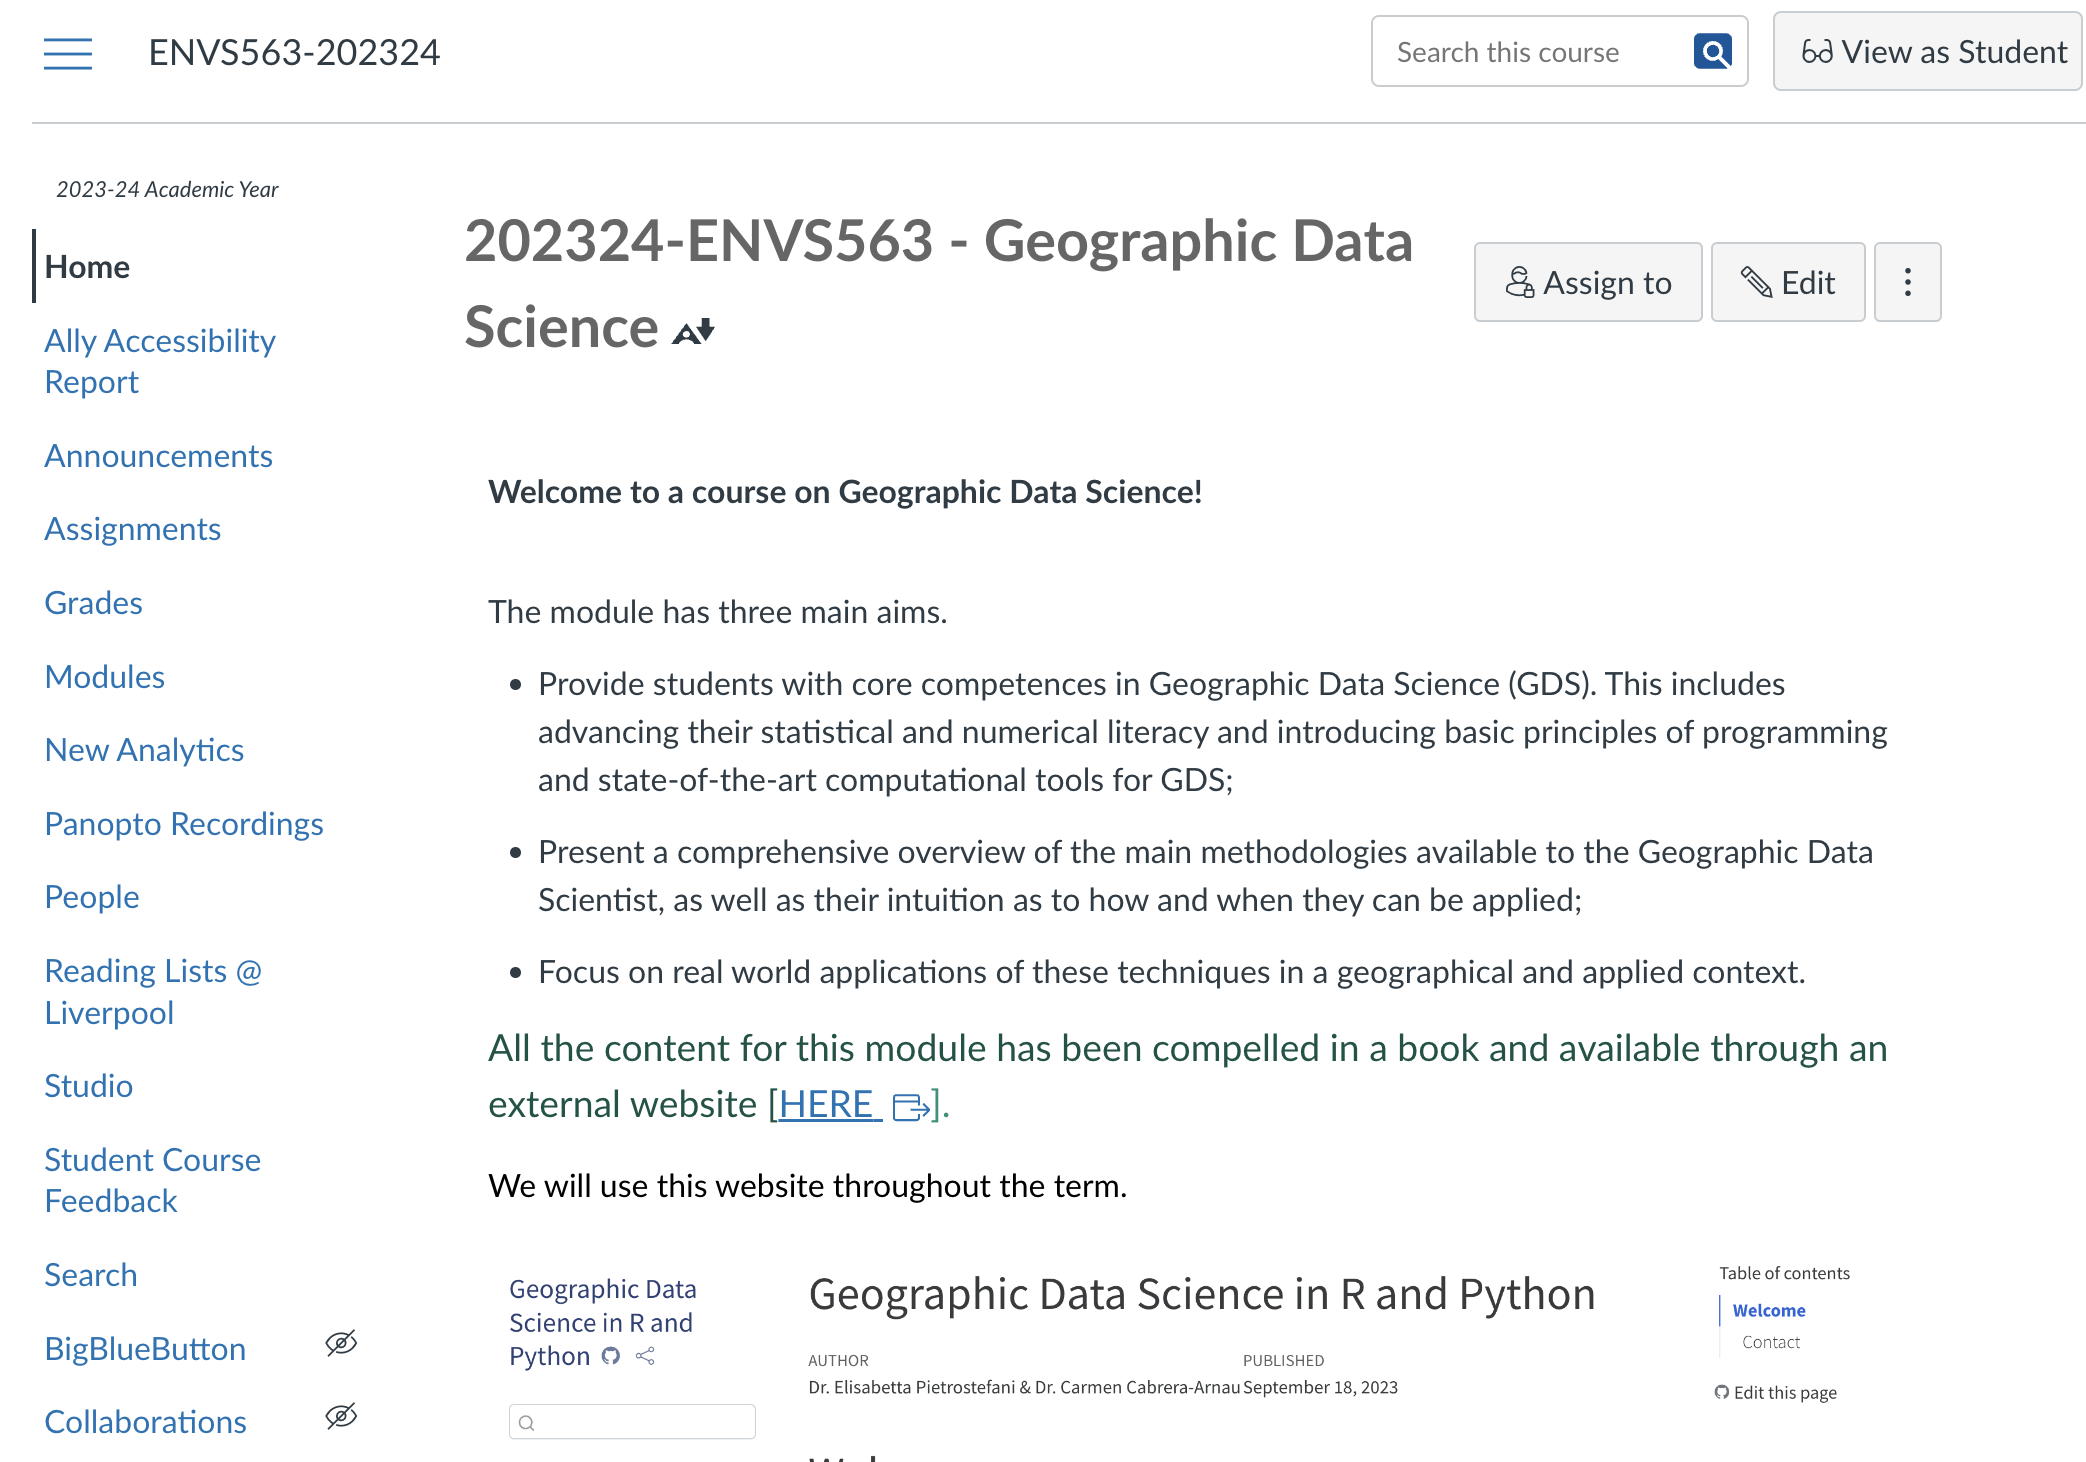 ENVS563-202324
Search this course
View as Student
2023-24 Academic Year
Home
Ally Accessibility
Report
Announcements
Assignments
Grades
Modules
New Analytics
Panopto Recordings
People
Reading Lists @
Liverpool
Studio
Student Course
Feedback
Search
BigBlueButton
Collaborations
202324-ENVS563 - Geographic Data
Science
Assign to
Edit
Welcome to a course on Geographic Data Science!
The module has three main aims.
• Provide students with core competences in Geographic Data Science (GDS). This includes
advancing their statistical and numerical literacy and introducing basic principles of programming
and state-of-the-art computational tools for GDS;
• Present a comprehensive overview of the main methodologies available to the Geographic Data
Scientist, as well as their intuition as to how and when they can be applied;
• Focus on real world applications of these techniques in a geographical and applied context.
All the content for this module has been compelled in a book and available through an
external website [HERE ].
We will use this website throughout the term.
Geographic Data
Science in R and
Python
Geographic Data Science in R and Python
AUTHOR
Dr. Elisabetta Pietrostefani & Dr. Carmen Cabrera-Arnau
PUBLISHED
September 18, 2023
Table of contents
Welcome
Contact
Edit this page